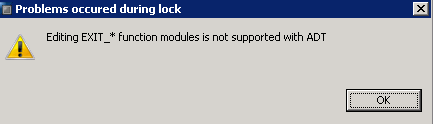 Problems occured during lock
Editing EXIT_* function modules is not supported with ADT
OK